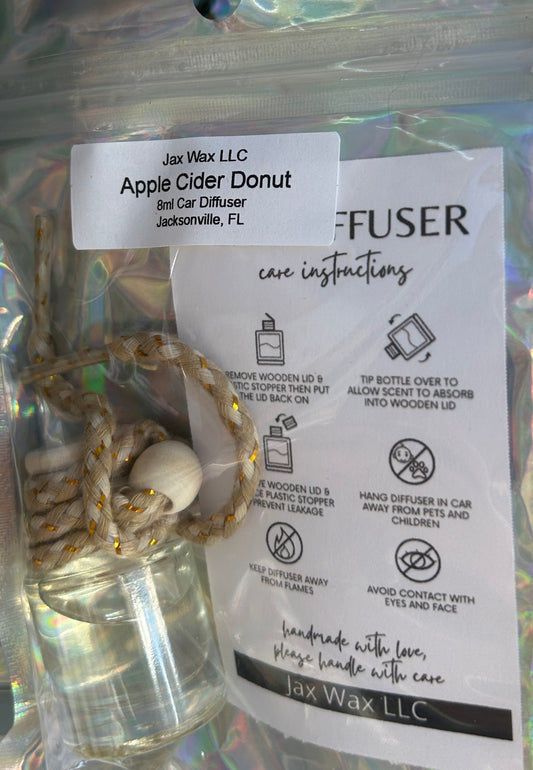 Jax Wax LLC
Apple Cider Donut
8ml Car Diffuser
Jacksonville, FL
FFUSER
care instructions
REMOVE WOODEN LID &
STIC STOPPER THEN PUT
THE LID BACK ON
TIP BOTTLE OVER TO
ALLOW SCENT TO ABSORB
INTO WOODEN LID
VE WOODEN LID &
CE PLASTIC STOPPER
PREVENT LEAKAGE
HANG DIFFUSER IN CAR
AWAY FROM PETS AND
CHILDREN
KEEP DIFFUSER AWAY
FROM FLAMES
AVOID CONTACT WITH
EYES AND FACE
handmade with love,
please handle with care
Jax Wax LLC